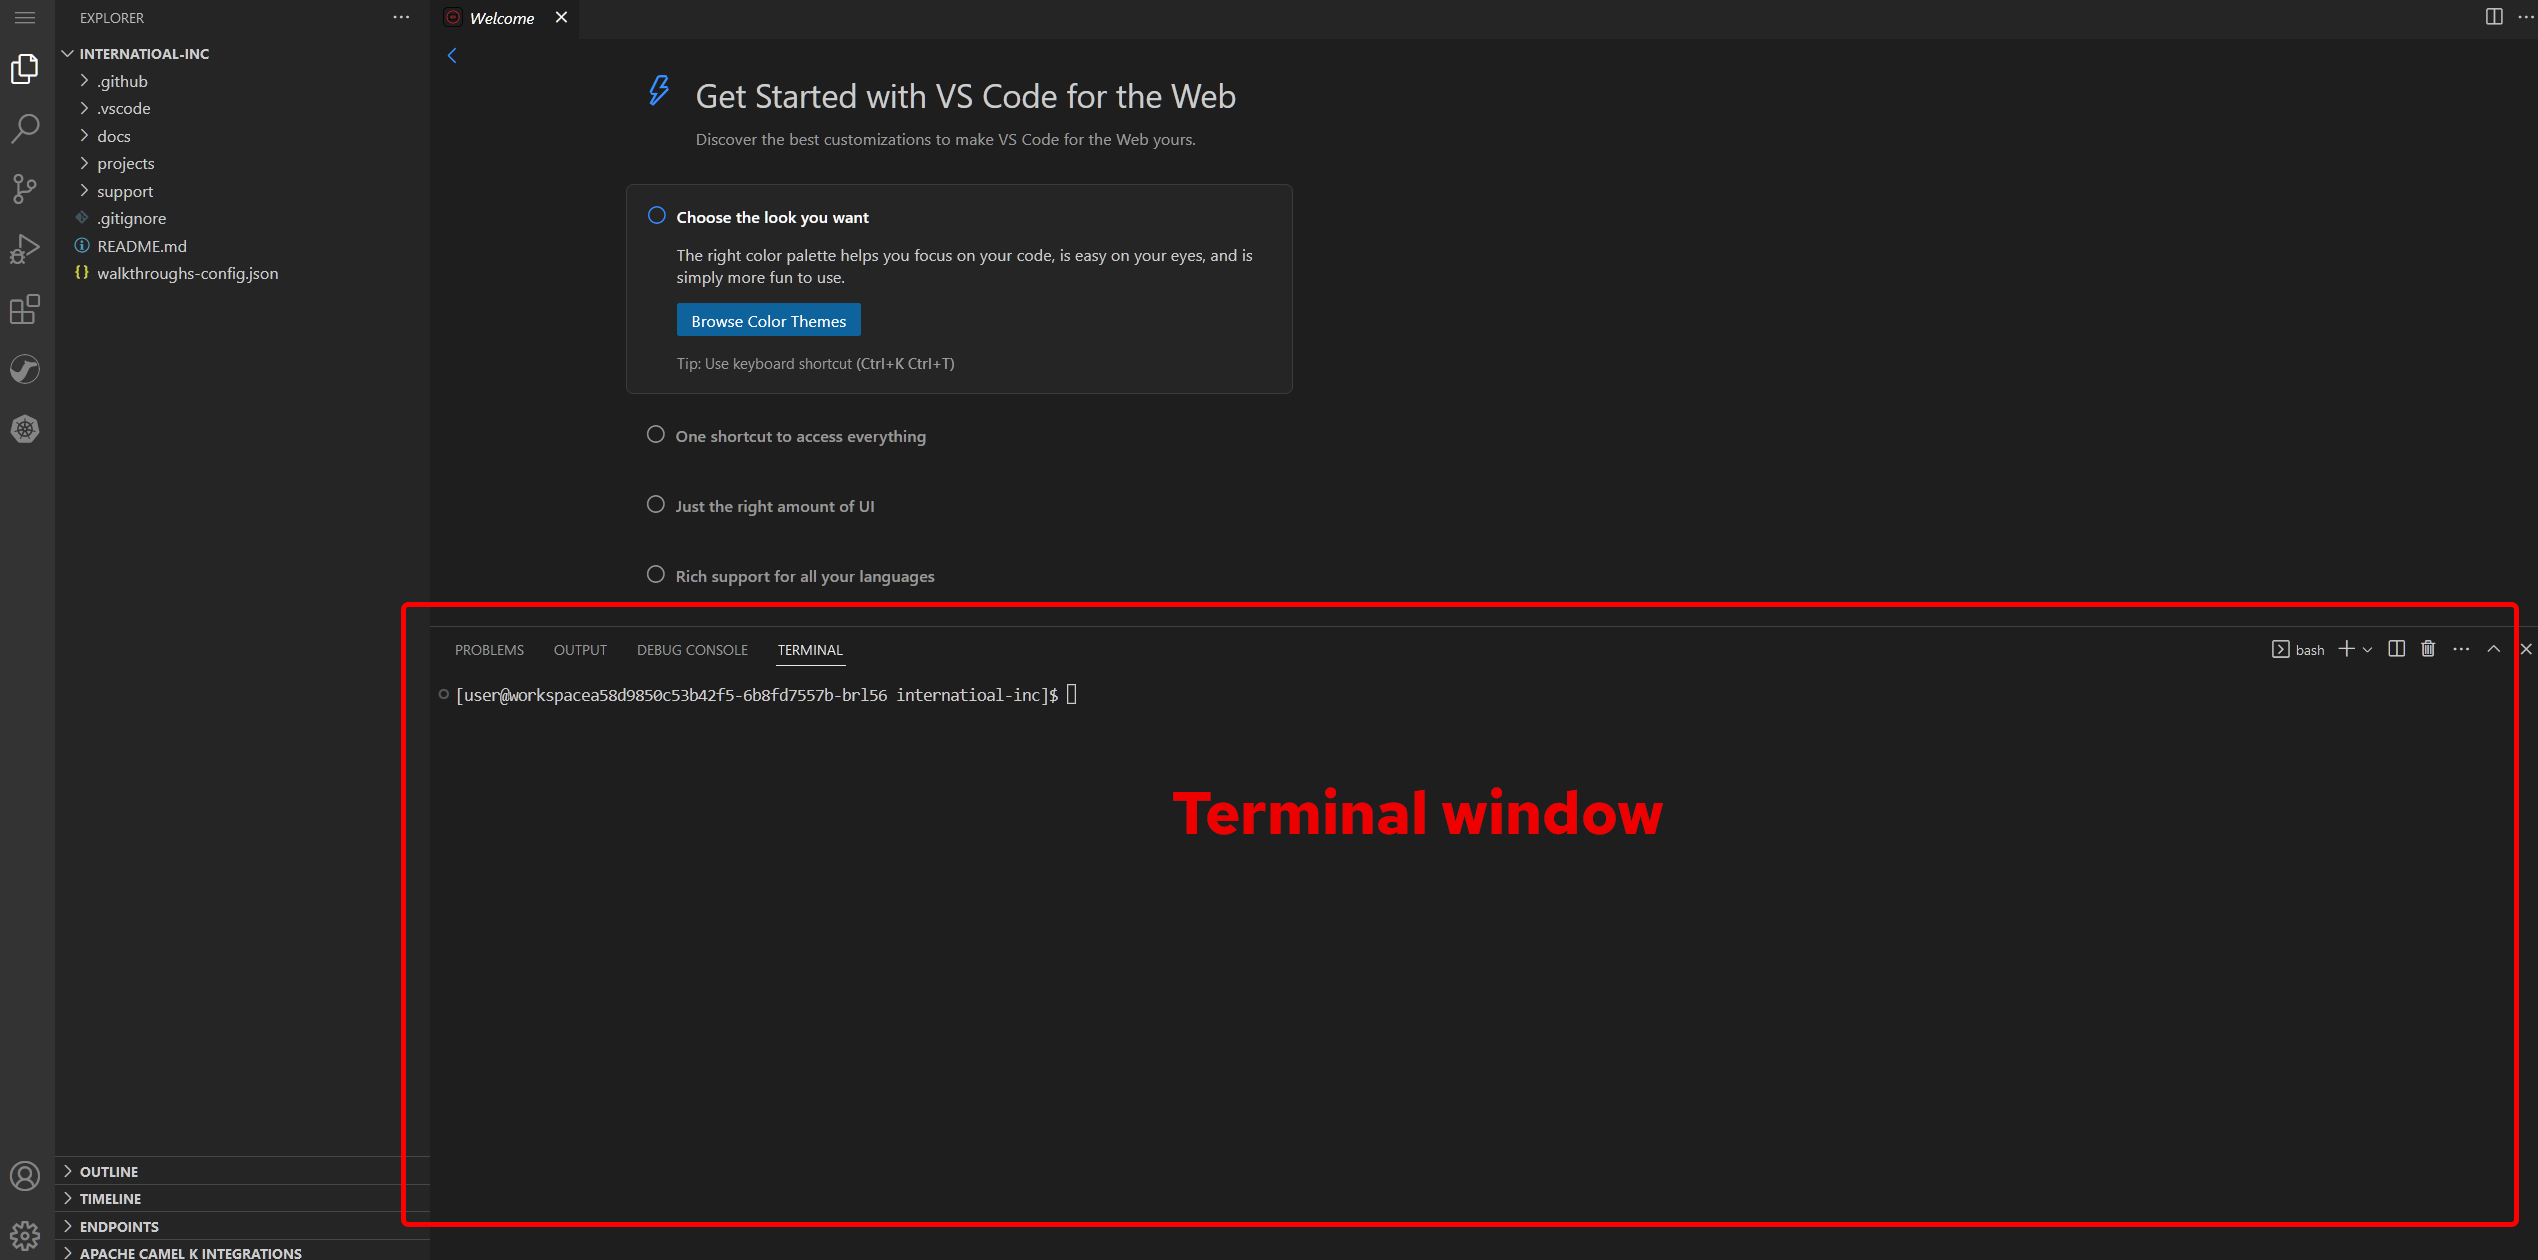 EXPLORER
INTERNATIOAL-INC
.github
.vscode
docs
projects
support
.gitignore
README.md
walkthroughs-config.json
OUTLINE
TIMELINE
ENDPOINTS
APACHE CAMEL K INTEGRATIONS
Welcome
Get Started with VS Code for the Web
Discover the best customizations to make VS Code for the Web yours.
Choose the look you want
The right color palette helps you focus on your code, is easy on your eyes, and is
simply more fun to use.
Browse Color Themes
Tip: Use keyboard shortcut (Ctrl+K Ctrl+T)
One shortcut to access everything
Just the right amount of UI
Rich support for all your languages
PROBLEMS OUTPUT DEBUG CONSOLE TERMINAL bash
[user@workspacea58d9850c53b42f5-6b8fd7557b-brl56 internatioal-inc]$
Terminal window